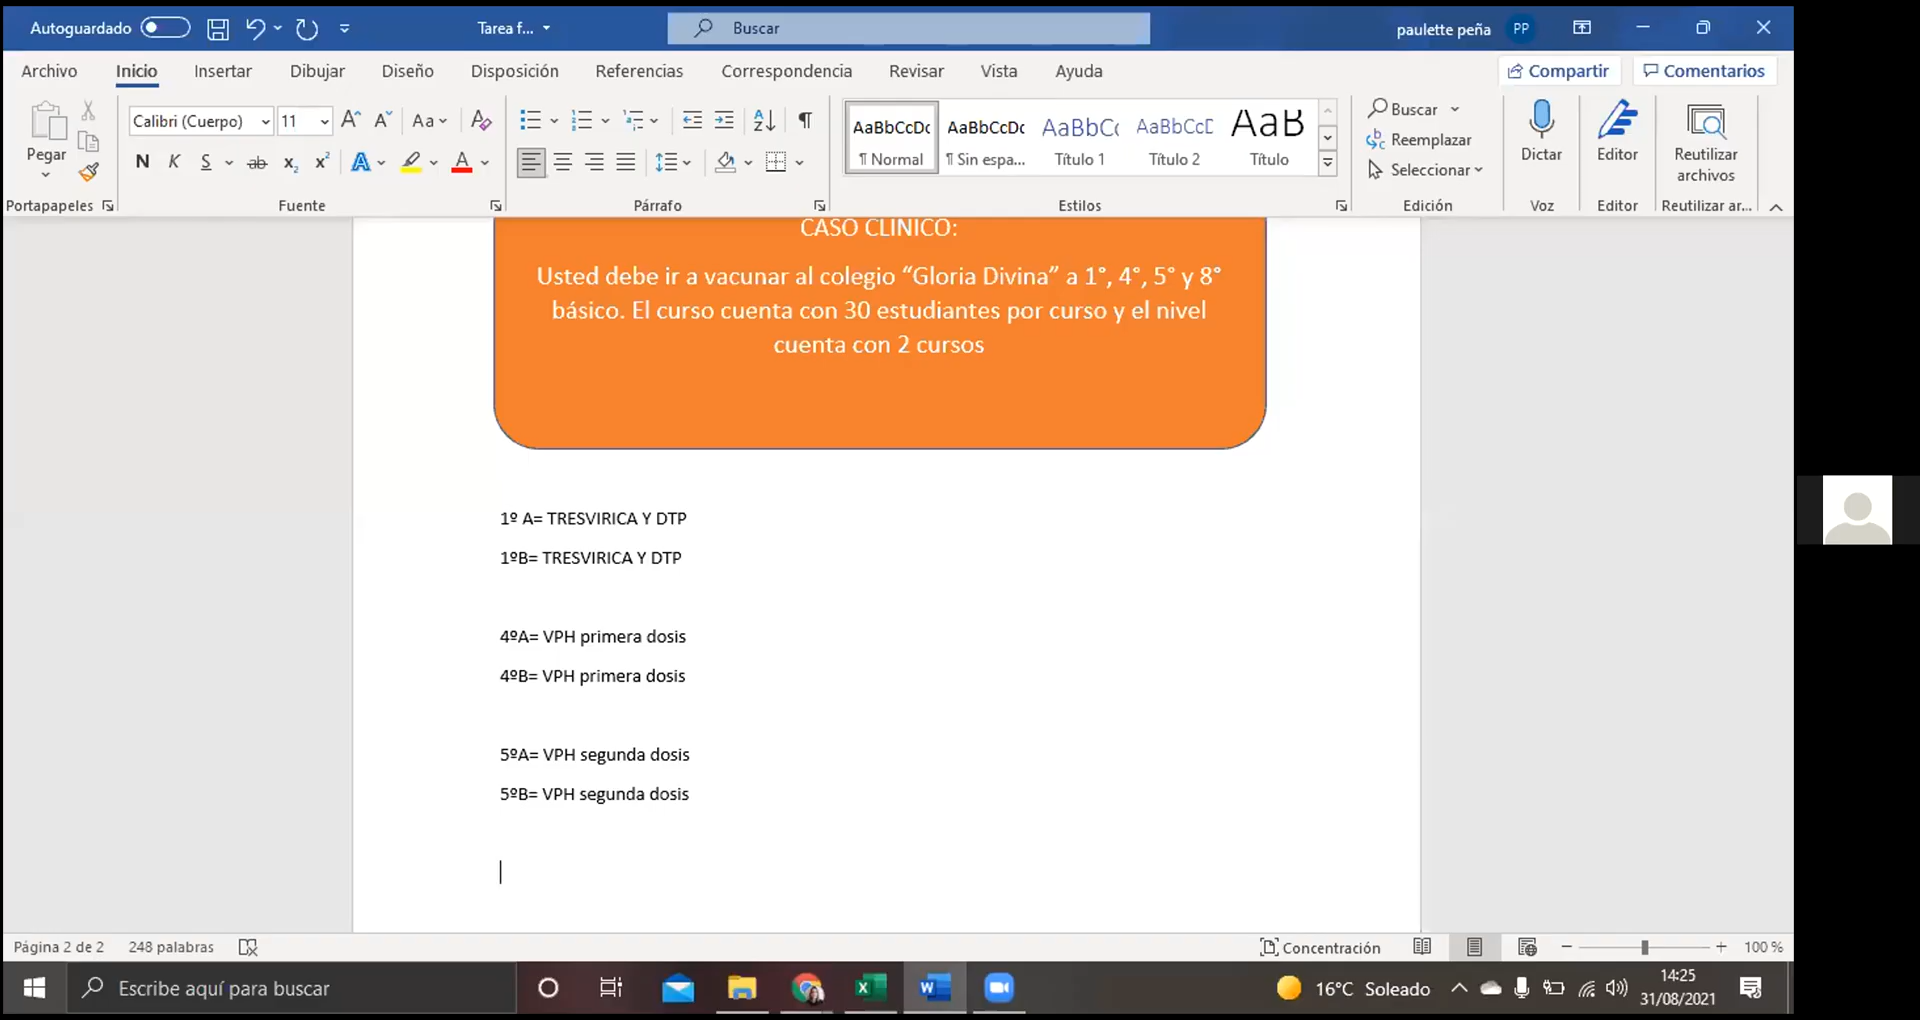 Autoguardado
Tarea f...
Buscar
paulette peña
PP
Archivo
Inicio
Insertar
Dibujar
Diseño
Disposición
Referencias
Correspondencia
Revisar
Vista
Ayuda
Compartir
Comentarios
Pegar
Calibri (Cuerpo)
11
Aa
N K S ab x₂ x²
A
A
AaBbCcDc
¶ Normal
AaBbCcDc
¶ Sin espa...
AaBbCc
Título 1
AaBbCcD
Título 2
AaB
Título
Buscar
Reemplazar
Seleccionar
Dictar
Editor
Reutilizar
archivos
Portapapeles
Fuente
Párrafo
Estilos
Edición
Voz
Editor
Reutilizar ar...
CASO CLINICO:
Usted debe ir a vacunar al colegio “Gloria Divina” a 1°, 4°, 5° y 8°
básico. El curso cuenta con 30 estudiantes por curso y el nivel
cuenta con 2 cursos
1º A= TRESVIRICA Y DTP
1ºB= TRESVIRICA Y DTP
4ºA= VPH primera dosis
4ºB= VPH primera dosis
5ºA= VPH segunda dosis
5ºB= VPH segunda dosis
Página 2 de 2
248 palabras
Concentración
100 %
Escribe aquí para buscar
16°C Soleado
14:25
31/08/2021